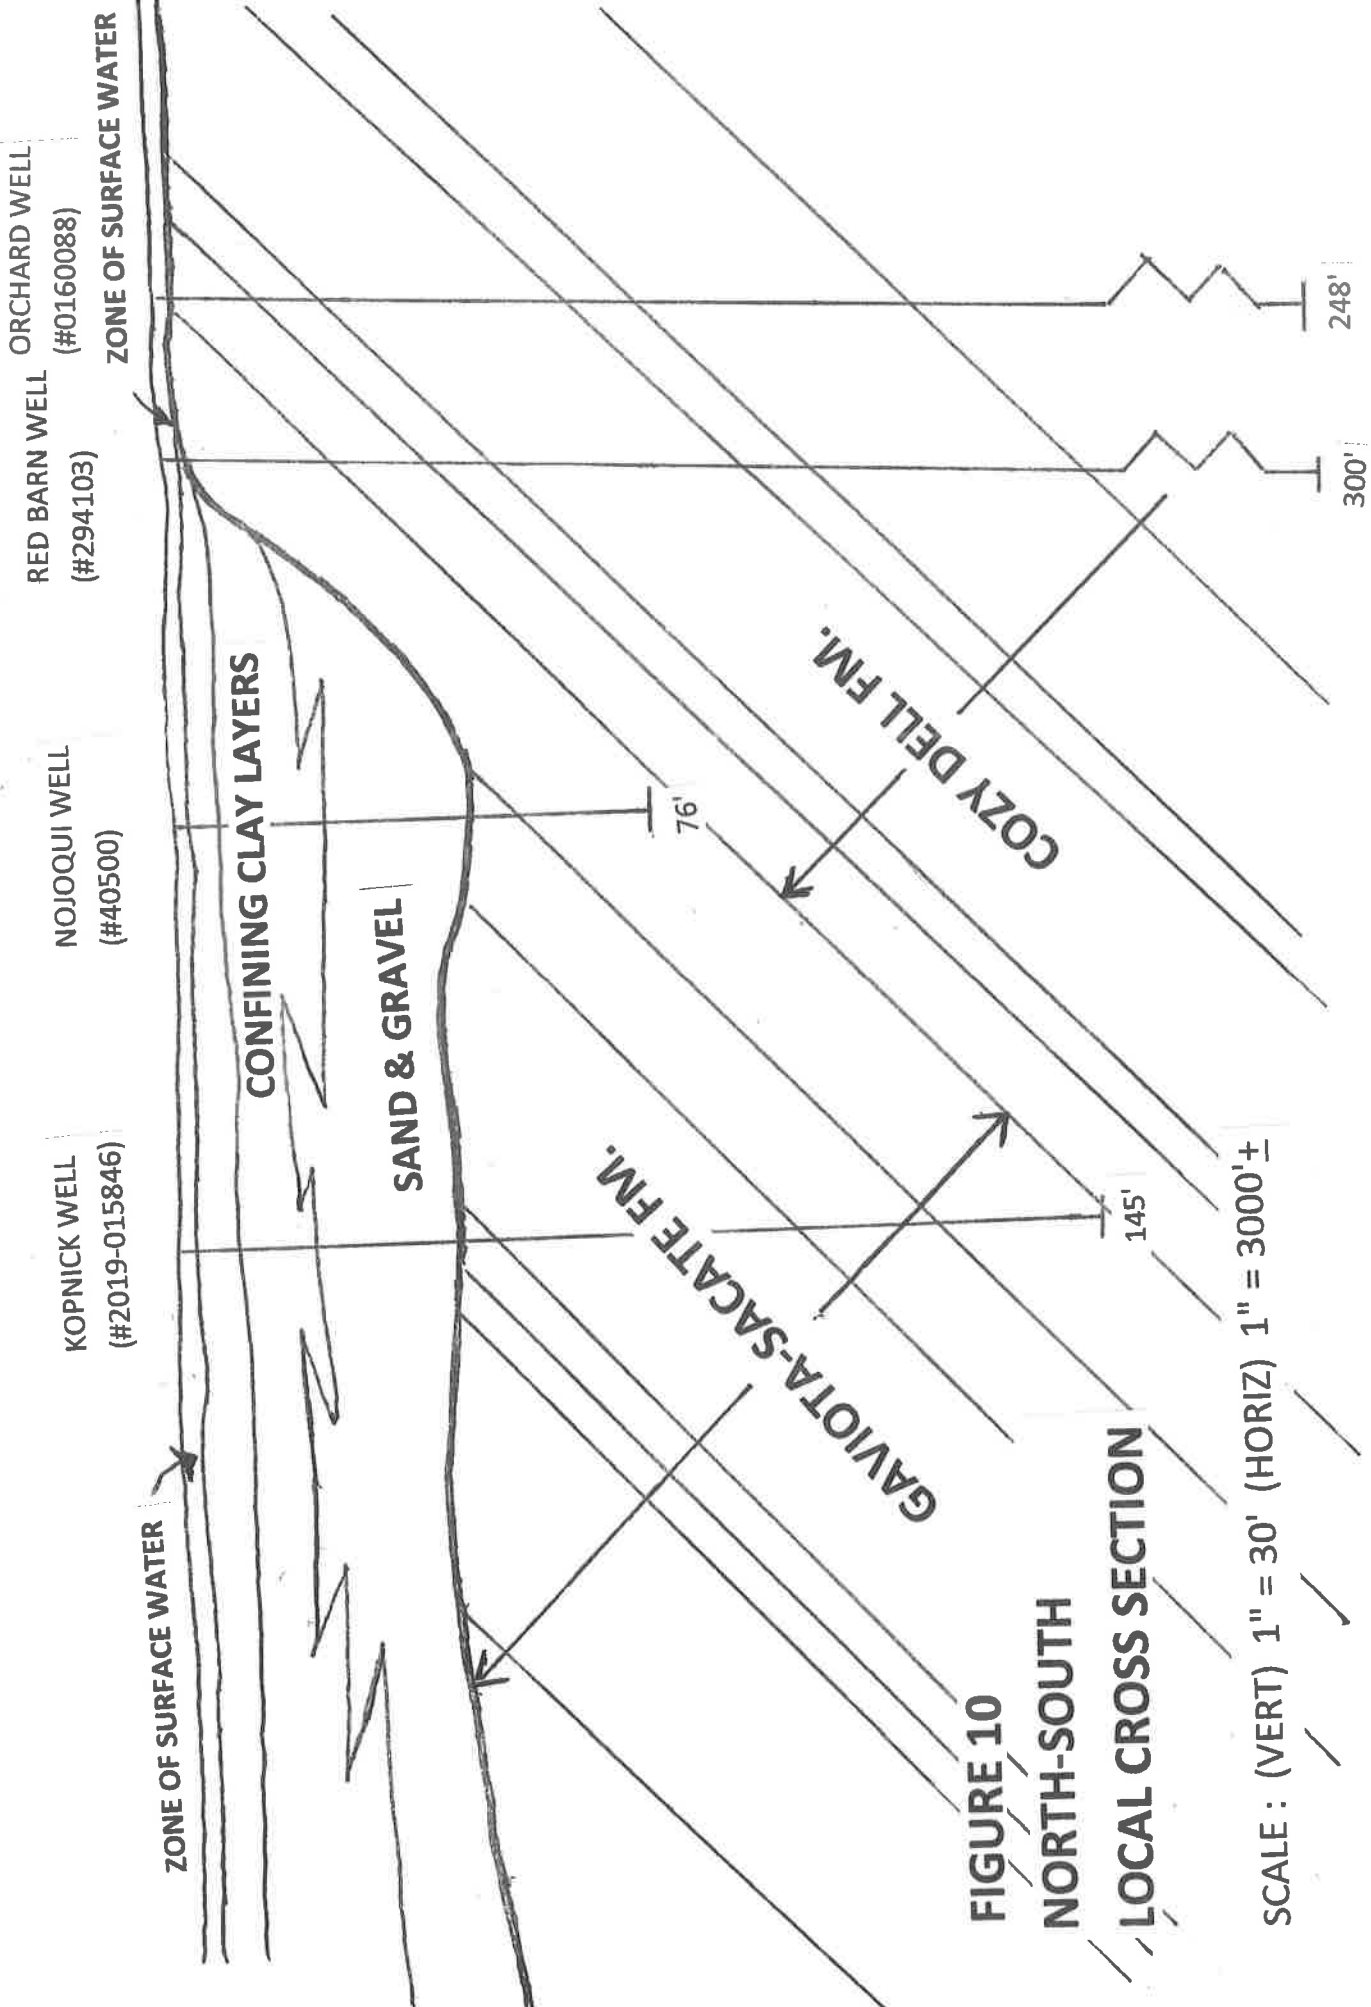 KOPNICK WELL
(#2019-015846)
NOJOQUI WELL
(#40500)
RED BARN WELL
(#294103)
ORCHARD WELL
(#0160088)
ZONE OF SURFACE WATER
ZONE OF SURFACE WATER
CONFINING CLAY LAYERS
SAND & GRAVEL
76'
GAVIOTA-SACATE FM.
COZY DELL FM.
145'
300'
248'
FIGURE 10
NORTH-SOUTH
LOCAL CROSS SECTION
SCALE : (VERT) 1" = 30' (HORIZ) 1" = 3000'±